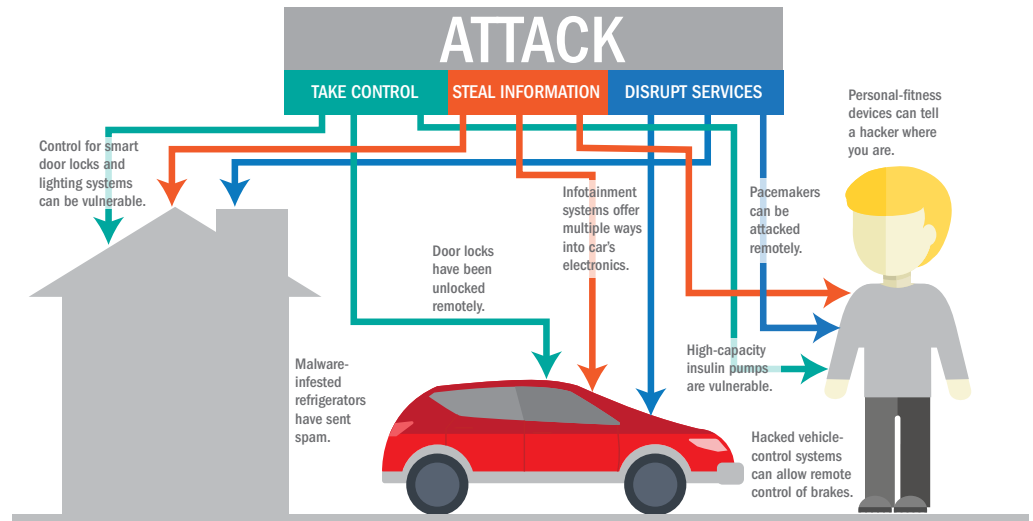 ATTACK
TAKE CONTROL
STEAL INFORMATION
DISRUPT SERVICES
Personal-fitness
devices can tell
a hacker where
you are.
Control for smart
door locks and
lighting systems
can be vulnerable.
Infotainment
systems offer
multiple ways
into car's
electronics.
Pacemakers
can be
attacked
remotely.
Door locks
have been
unlocked
remotely.
High-capacity
insulin pumps
are vulnerable.
Malware-
infested
refrigerators
have sent
spam.
Hacked vehicle-
control systems
can allow remote
control of brakes.